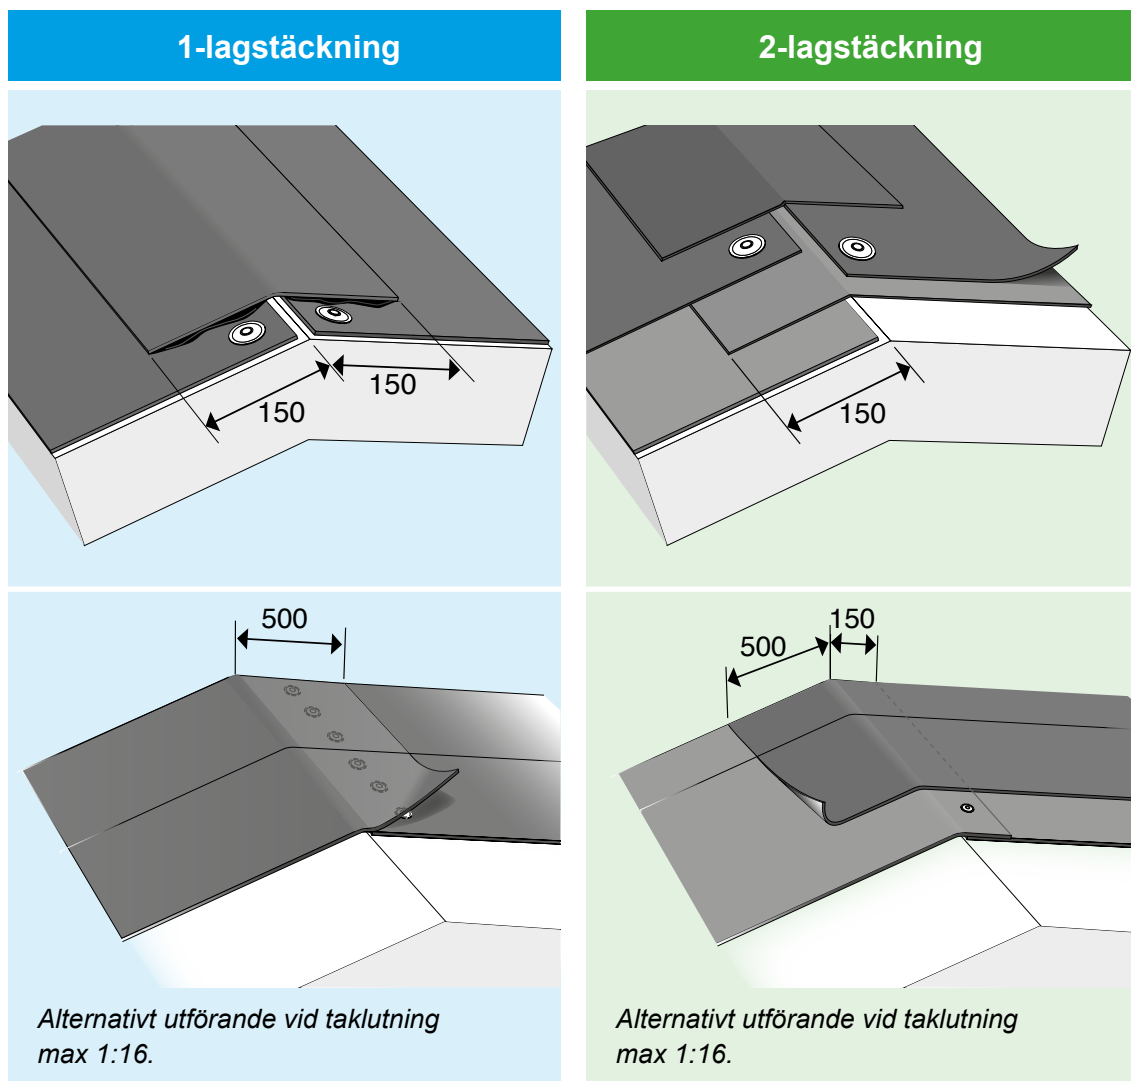 1-lagstäckning
2-lagstäckning
150
150
150
500
Alternativt utförande vid taklutning
max 1:16.
150
500
Alternativt utförande vid taklutning
max 1:16.